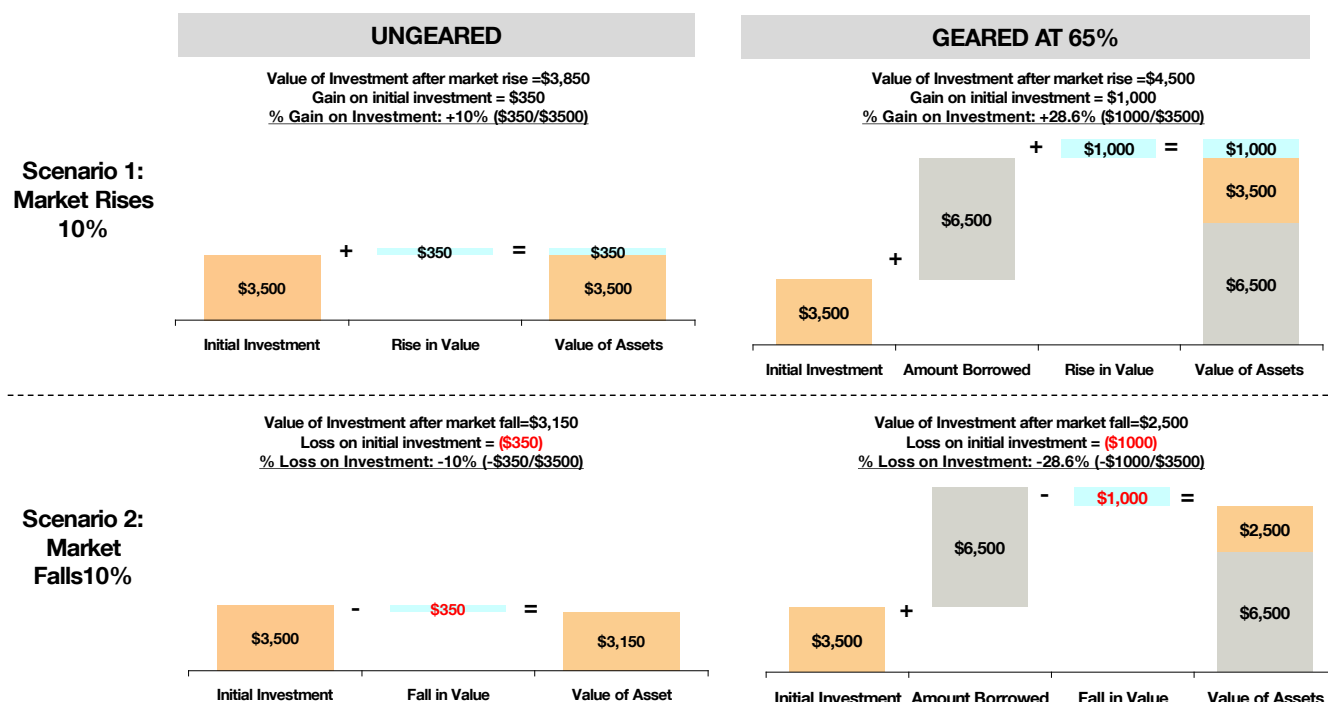 UNGEARED
GEARED AT 65%
Value of Investment after market rise =$3,850
Gain on initial investment = $350
% Gain on Investment: +10% ($350/$3500)
Value of Investment after market rise =$4,500
Gain on initial investment = $1,000
% Gain on Investment: +28.6% ($1000/$3500)
Scenario 1:
Market Rises
10%
$3,500
+
$350
=
$350
$3,500
Initial Investment
Rise in Value
Value of Assets
$3,500
+
$6,500
+
$1,000
=
$1,000
$3,500
$6,500
Initial Investment
Amount Borrowed
Rise in Value
Value of Assets
Value of Investment after market fall=$3,150
Loss on initial investment = ($350)
% Loss on Investment: -10% (-$350/$3500)
Value of Investment after market fall=$2,500
Loss on initial investment = ($1000)
% Loss on Investment: -28.6% (-$1000/$3500)
Scenario 2:
Market
Falls10%
$3,500
-
$350
=
$3,150
Initial Investment
Fall in Value
Value of Asset
$3,500
+
$6,500
-
$1,000
=
$2,500
$6,500
Initial Investment
Amount Borrowed
Fall in Value
Value of Assets